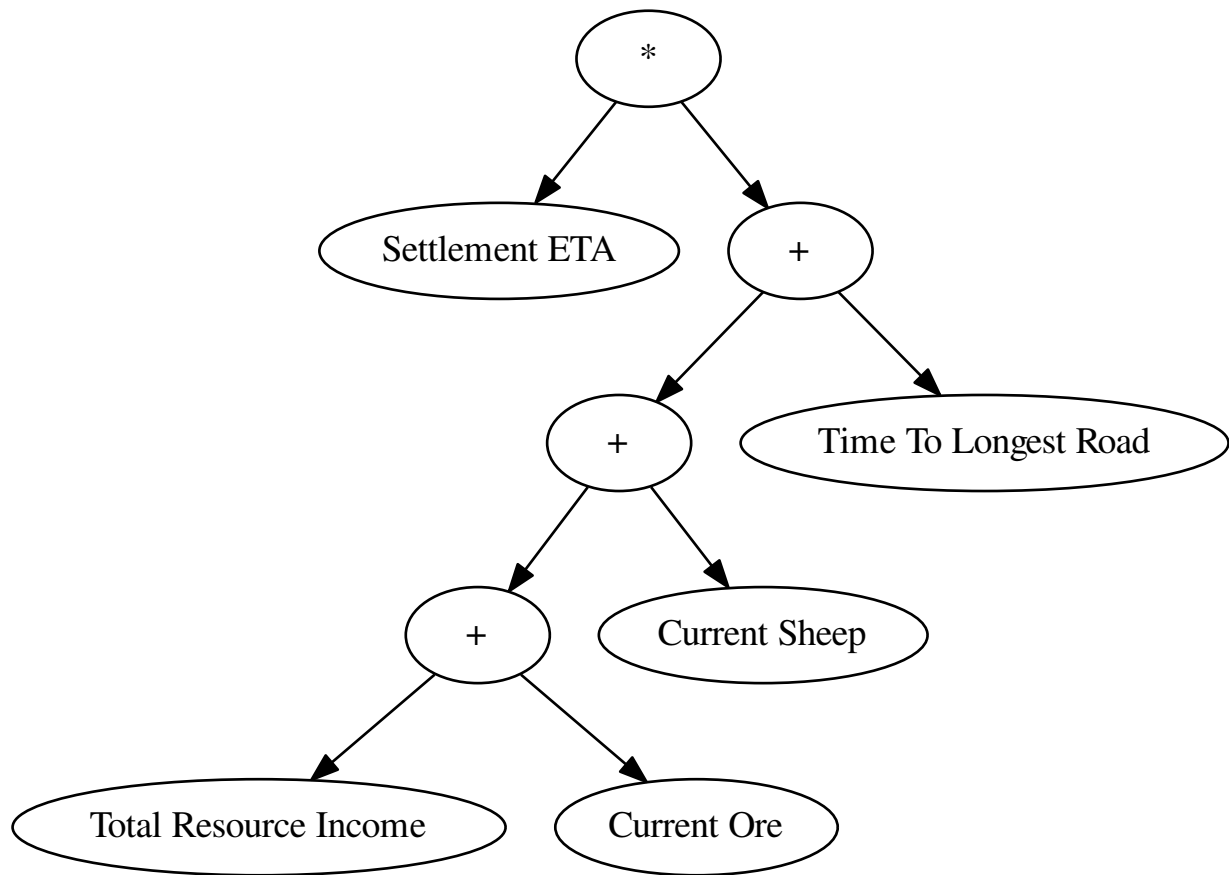 *
Settlement ETA
+
+
Time To Longest Road
+
Current Sheep
Total Resource Income
Current Ore